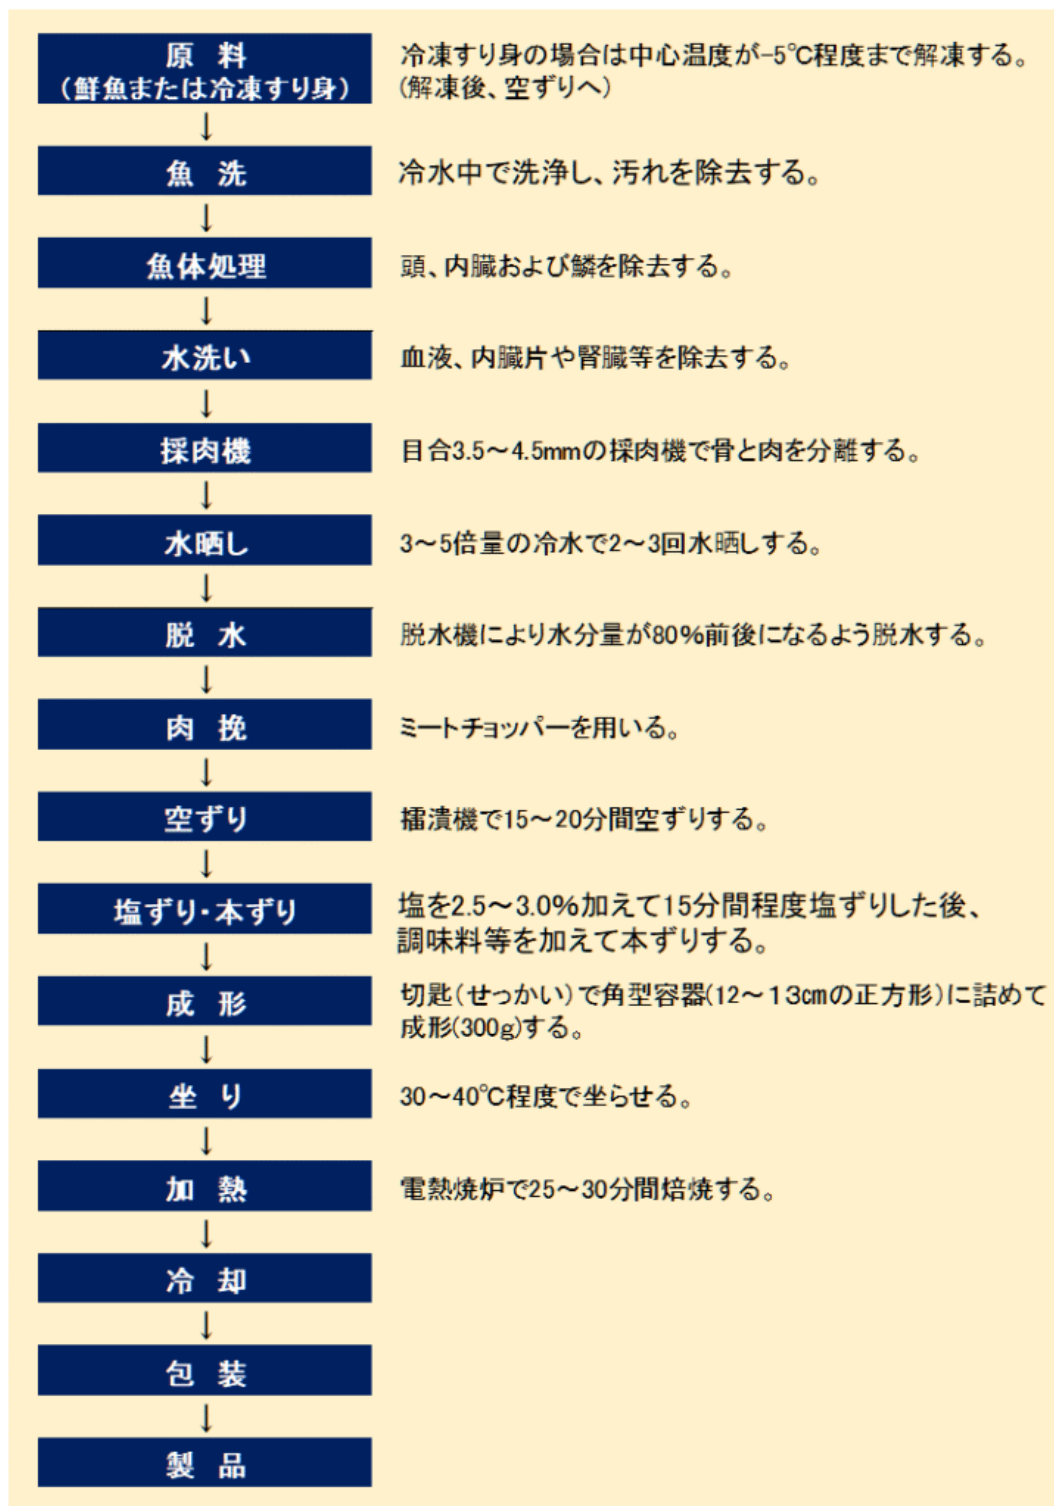 原 料
(鮮魚または冷凍すり身)
冷凍すり身の場合は中心温度が-5℃程度まで解凍する。
(解凍後、空ずりへ)
↓
魚 洗
冷水中で洗浄し、汚れを除去する。
↓
魚体処理
頭、内臓および鱗を除去する。
↓
水洗い
血液、内臓片や腎臓等を除去する。
↓
採肉機
目合3.5～4.5mmの採肉機で骨と肉を分離する。
↓
水晒し
3～5倍量の冷水で2～3回水晒しする。
↓
脱 水
脱水機により水分量が80%前後になるよう脱水する。
↓
肉 挽
ミートチョッパーを用いる。
↓
空ずり
擂潰機で15～20分間空ずりする。
↓
塩ずり・本ずり
塩を2.5～3.0%加えて15分間程度塩ずりした後、
調味料等を加えて本ずりする。
↓
成 形
切匙(せっかい)で角型容器(12～13㎝の正方形)に詰めて
成形(300g)する。
↓
坐 り
30～40℃程度で坐らせる。
↓
加 熱
電熱焼炉で25～30分間焙焼する。
↓
冷 却
↓
包 装
↓
製 品